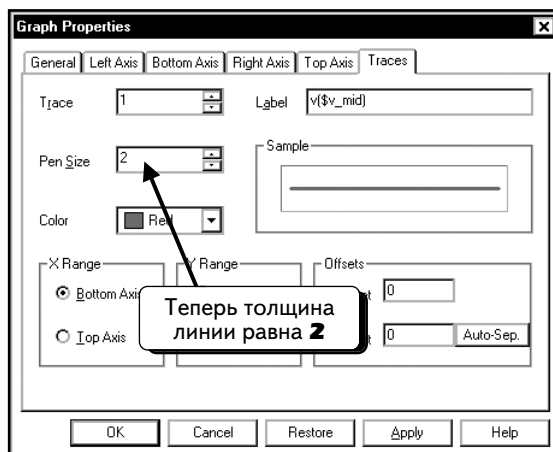 Graph Properties
General Left Axis Bottom Axis Right Axis Top Axis Traces
Trace 1 Label v($v_mid)
Pen Size 2 Sample
Color Red
X Range Y Range Offsets
Bottom Axis 0
Теперь толщина
линии равна 2
Top Axis 0 Auto-Sep.
OK Cancel Restore Apply Help